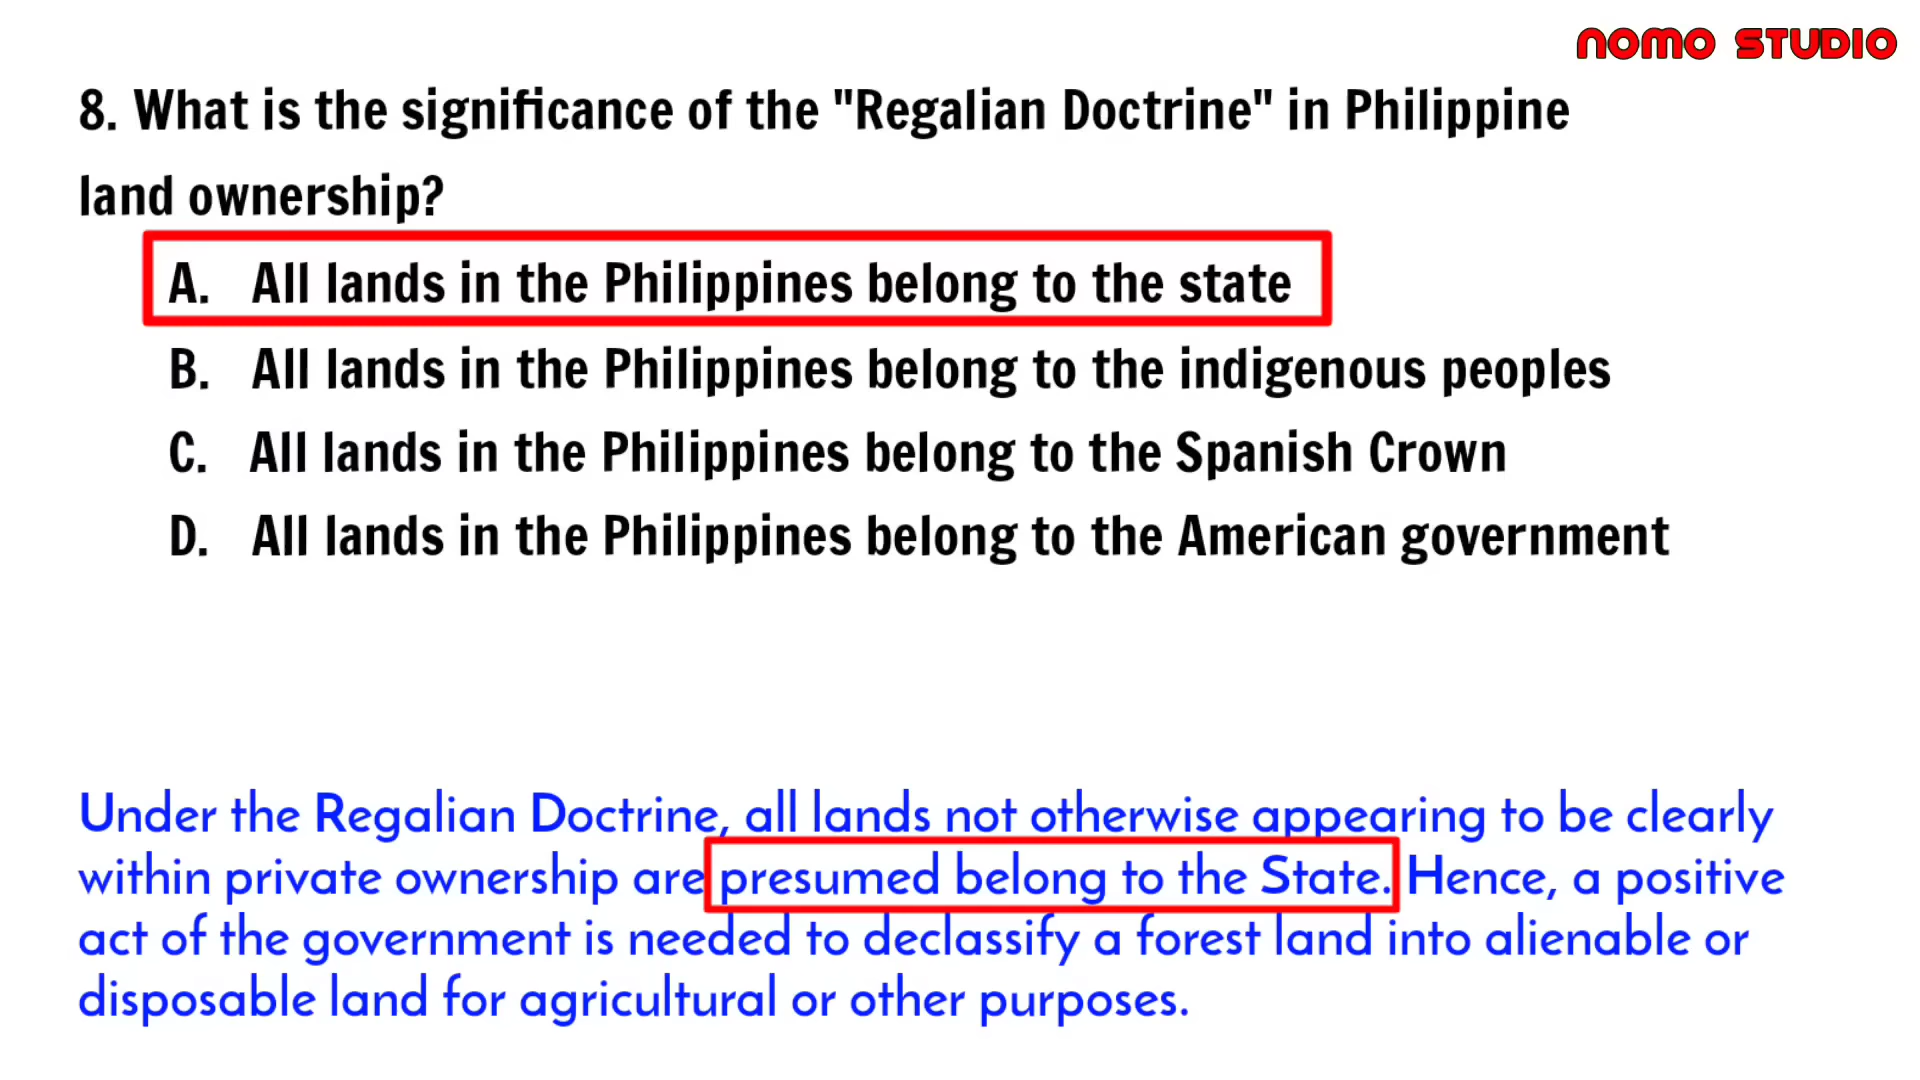 NOMO STUDIO
8. What is the significance of the "Regalian Doctrine" in Philippine
land ownership?
A. All lands in the Philippines belong to the state
B. All lands in the Philippines belong to the indigenous peoples
C. All lands in the Philippines belong to the Spanish Crown
D. All lands in the Philippines belong to the American government
Under the Regalian Doctrine, all lands not otherwise appearing to be clearly
within private ownership are presumed belong to the State. Hence, a positive
act of the government is needed to declassify a forest land into alienable or
disposable land for agricultural or other purposes.